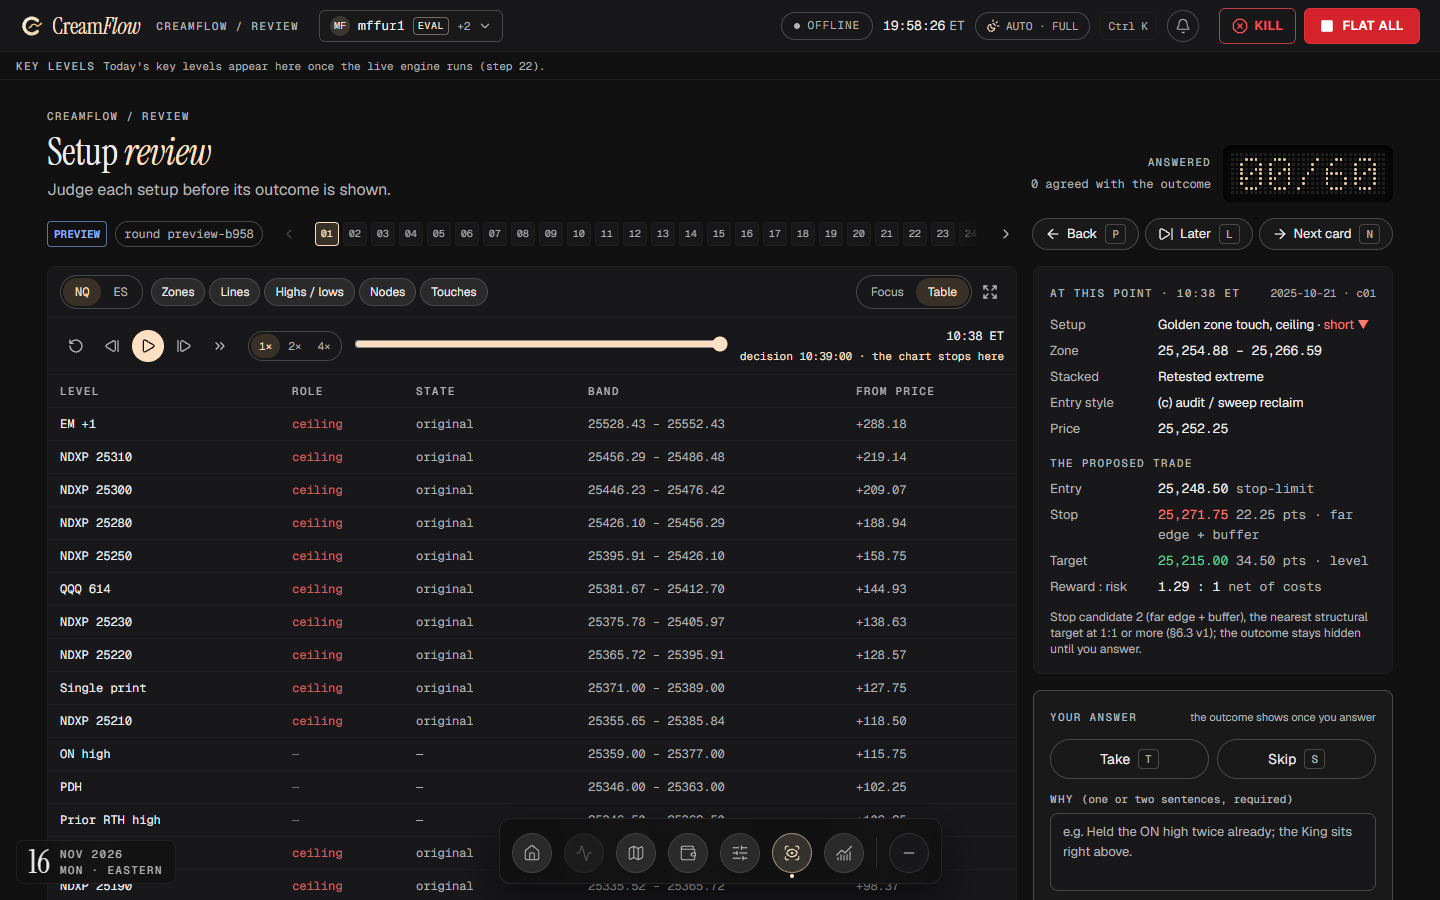 CreamFlow CREAMFLOW / REVIEW MF mffur1 EVAL +2 OFFLINE 19:58:26 ET AUTO · FULL Ctrl K KILL FLAT ALL
KEY LEVELS Today's key levels appear here once the live engine runs (step 22).
CREAMFLOW / REVIEW
Setup review
Judge each setup before its outcome is shown.
ANSWERED
0 agreed with the outcome
00/60
PREVIEW round preview-b958 01 02 03 04 05 06 07 08 09 10 11 12 13 14 15 16 17 18 19 20 21 22 23 24
Back P Later L Next card N
NQ ES Zones Lines Highs / lows Nodes Touches Focus Table
1× 2× 4× 10:38 ET
decision 10:39:00 · the chart stops here
LEVEL ROLE STATE BAND FROM PRICE
EM +1 ceiling original 25528.43 – 25552.43 +288.18
NDXP 25310 ceiling original 25456.29 – 25486.48 +219.14
NDXP 25300 ceiling original 25446.23 – 25476.42 +209.07
NDXP 25280 ceiling original 25426.10 – 25456.29 +188.94
NDXP 25250 ceiling original 25395.91 – 25426.10 +158.75
QQQ 614 ceiling original 25381.67 – 25412.70 +144.93
NDXP 25230 ceiling original 25375.78 – 25405.97 +138.63
NDXP 25220 ceiling original 25365.72 – 25395.91 +128.57
Single print ceiling original 25371.00 – 25389.00 +127.75
NDXP 25210 ceiling original 25355.65 – 25385.84 +118.50
ON high — — 25359.00 – 25377.00 +115.75
PDH — — 25346.00 – 25363.00 +102.25
Prior RTH high — —
ceiling original
NDXP 25190 ceiling original 25335.52 – 25365.72 +98.37
16 NOV 2026
MON · EASTERN
AT THIS POINT · 10:38 ET 2025-10-21 · c01
Setup Golden zone touch, ceiling · short ▼
Zone 25,254.88 – 25,266.59
Stacked Retested extreme
Entry style (c) audit / sweep reclaim
Price 25,252.25
THE PROPOSED TRADE
Entry 25,248.50 stop-limit
Stop 25,271.75 22.25 pts · far
edge + buffer
Target 25,215.00 34.50 pts · level
Reward : risk 1.29 : 1 net of costs
Stop candidate 2 (far edge + buffer), the nearest structural
target at 1:1 or more (§6.3 v1); the outcome stays hidden
until you answer.
YOUR ANSWER the outcome shows once you answer
Take T Skip S
WHY (one or two sentences, required)
e.g. Held the ON high twice already; the King sits
right above.